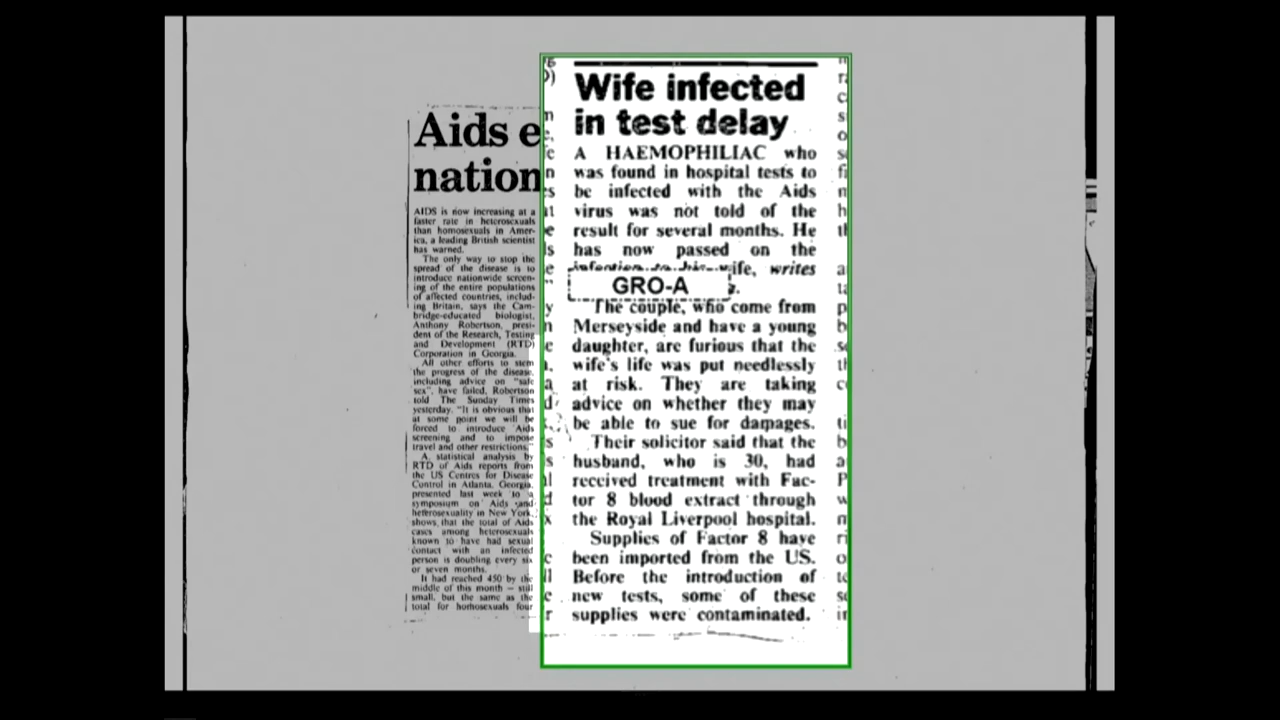 Aids e
nation
AIDS is now increasing at a
faster rate in heterosexuals
than homosexuals in Amer-
ica, a leading British scientist
has warned.
The only way to stop the
spread of the disease is to
introduce nationwide screen-
ing of the entire populations
of affected countries, includ-
ing Britain, says the Cam-
bridge-educated biologist,
Anthony Robertson, presi-
dent of the Research, Testing
and Development (RTD)
Corporation in Georgia.
All other efforts to stem
the progress of the disease,
including advice on "safe
sex", have failed, Robertson
told The Sunday Times
yesterday. "It is obvious that
at some point we will be
forced to introduce Aids
screening and to impose
travel and other restrictions."
A statistical analysis by
RTD of Aids reports from
the US Centres for Disease
Control in Atlanta, Georgia,
presented last week to a
symposium on Aids and
heterosexuality in New York,
shows that the total of Aids
cases among heterosexuals
known to have had sexual
contact with an infected
person is doubling every six
or seven months.
It had reached 450 by the
middle of this month – still
small, but the same as the
total for homosexuals four
Wife infected
in test delay
A HAEMOPHILIAC who
was found in hospital tests to
be infected with the Aids
virus was not told of the
result for several months. He
has now passed on the
infection to his wife, writes
GRO-A
The couple, who come from
Merseyside and have a young
daughter, are furious that the
wife's life was put needlessly
at risk. They are taking
advice on whether they may
be able to sue for damages.
Their solicitor said that the
husband, who is 30, had
received treatment with Fac-
tor 8 blood extract through
the Royal Liverpool hospital.
Supplies of Factor 8 have
been imported from the US.
Before the introduction of
new tests, some of these
supplies were contaminated.